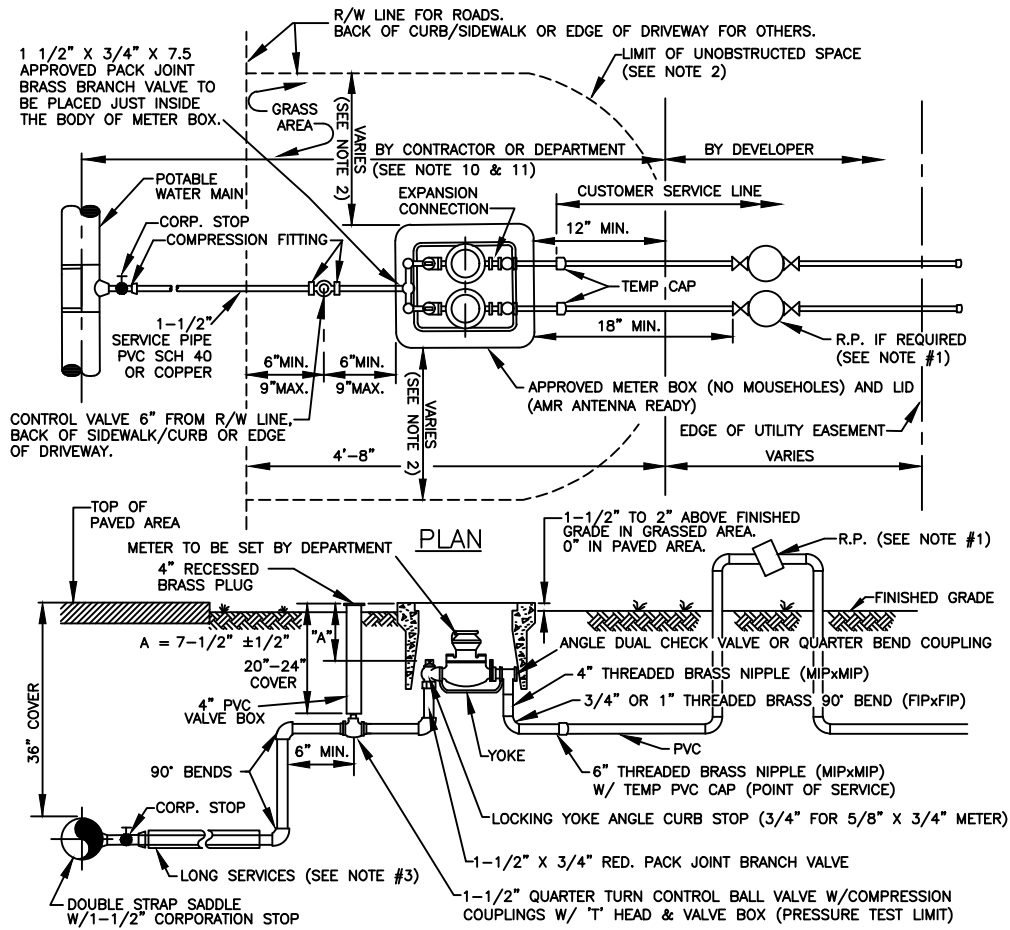 R/W LINE FOR ROADS.
BACK OF CURB/SIDEWALK OR EDGE OF DRIVEWAY FOR OTHERS.
1 1/2" X 3/4" X 7.5
APPROVED PACK JOINT
BRASS BRANCH VALVE TO
BE PLACED JUST INSIDE
THE BODY OF METER BOX.
LIMIT OF UNOBSTRUCTED SPACE
(SEE NOTE 2)
GRASS
AREA
VARIES
(SEE NOTE 2)
BY CONTRACTOR OR DEPARTMENT
(SEE NOTE 10 & 11)
BY DEVELOPER
POTABLE
WATER MAIN
EXPANSION
CONNECTION
CUSTOMER SERVICE LINE
CORP. STOP
COMPRESSION FITTING
12" MIN.
TEMP CAP
1-1/2"
SERVICE PIPE
PVC SCH 40
OR COPPER
18" MIN.
R.P. IF REQUIRED
(SEE NOTE #1)
6"MIN.
9"MAX.
6"MIN.
9"MAX.
APPROVED METER BOX (NO MOUSEHOLES) AND LID
(AMR ANTENNA READY)
CONTROL VALVE 6" FROM R/W LINE,
BACK OF SIDEWALK/CURB OR EDGE
OF DRIVEWAY.
VARIES
(SEE NOTE 2)
EDGE OF UTILITY EASEMENT
4'-8"
VARIES
TOP OF
PAVED AREA
PLAN
1-1/2" TO 2" ABOVE FINISHED
GRADE IN GRASSED AREA.
0" IN PAVED AREA.
R.P. (SEE NOTE #1)
METER TO BE SET BY DEPARTMENT
4" RECESSED
BRASS PLUG
FINISHED GRADE
A = 7-1/2" ±1/2"
"A"
ANGLE DUAL CHECK VALVE OR QUARTER BEND COUPLING
20"-24"
COVER
4" THREADED BRASS NIPPLE (MIPxMIP)
4" PVC
VALVE BOX
3/4" OR 1" THREADED BRASS 90° BEND (FIPxFIP)
36" COVER
YOKE
PVC
6" MIN.
90° BENDS
6" THREADED BRASS NIPPLE (MIPxMIP)
W/ TEMP PVC CAP (POINT OF SERVICE)
CORP. STOP
LOCKING YOKE ANGLE CURB STOP (3/4" FOR 5/8" X 3/4" METER)
1-1/2" X 3/4" RED. PACK JOINT BRANCH VALVE
LONG SERVICES (SEE NOTE #3)
DOUBLE STRAP SADDLE
W/1-1/2" CORPORATION STOP
1-1/2" QUARTER TURN CONTROL BALL VALVE W/COMPRESSION
COUPLINGS W/ 'T' HEAD & VALVE BOX (PRESSURE TEST LIMIT)